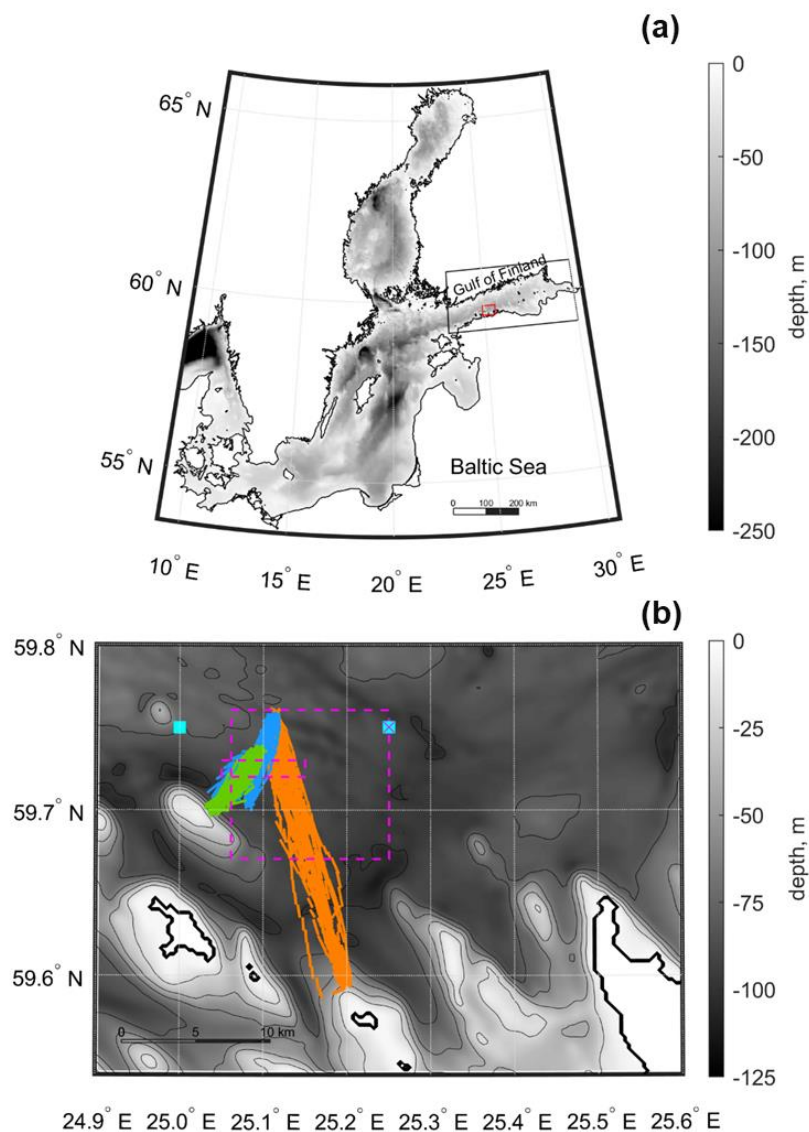 (a)
65° N
60° N
55° N
10° E
15° E
20° E
25° E
30° E
Gulf of Finland
Baltic Sea
0 100 200 km
0
-50
-100
-150
-200
-250
depth, m
(b)
59.8° N
59.7° N
59.6° N
24.9° E 25.0° E 25.1° E 25.2° E 25.3° E 25.4° E 25.5° E 25.6° E
0 5 10 km
0
-25
-50
-75
-100
-125
depth, m